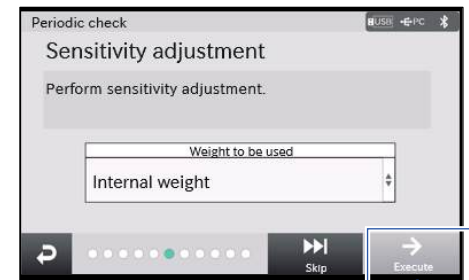 Periodic check
USB PC
Sensitivity adjustment
Perform sensitivity adjustment.
Weight to be used
Internal weight
Skip
Execute